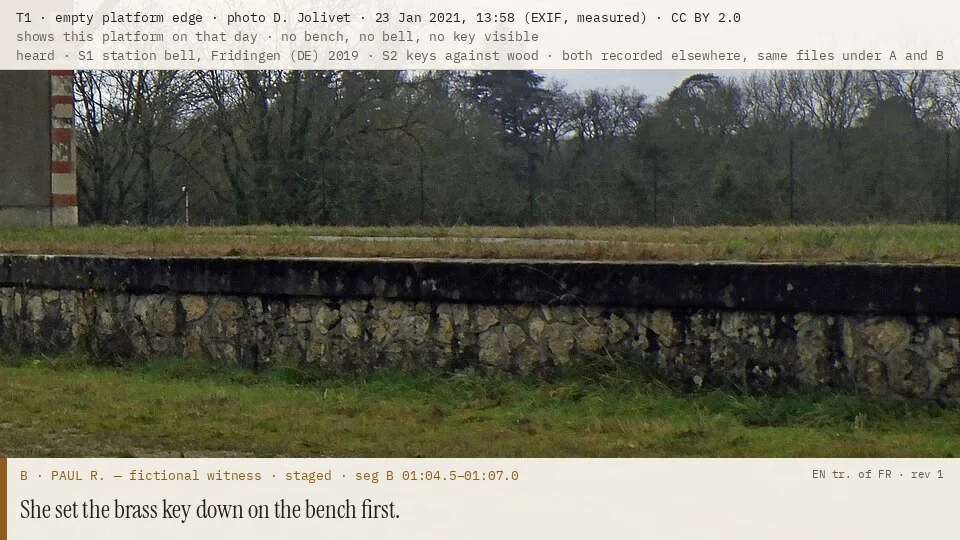 T1 · empty platform edge · photo D. Jolivet · 23 Jan 2021, 13:58 (EXIF, measured) · CC BY 2.0
shows this platform on that day · no bench, no bell, no key visible
heard · S1 station bell, Fridingen (DE) 2019 · S2 keys against wood · both recorded elsewhere, same files under A and B
B · PAUL R. — fictional witness · staged · seg B 01:04.5–01:07.0
EN tr. of FR · rev 1
She set the brass key down on the bench first.